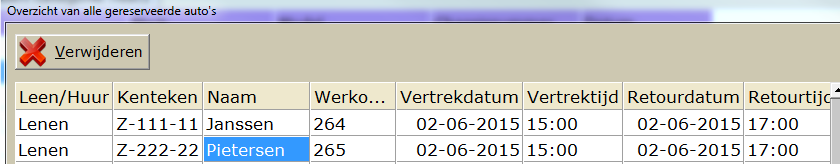 Overzicht van alle gereserveerde auto's
Verwijderen
Leen/Huur Kenteken Naam Werko... Vertrekdatum Vertrektijd Retourdatum Retourtijd
Lenen Z-111-11 Janssen 264 02-06-2015 15:00 02-06-2015 17:00
Lenen Z-222-22 Pietersen 265 02-06-2015 15:00 02-06-2015 17:00